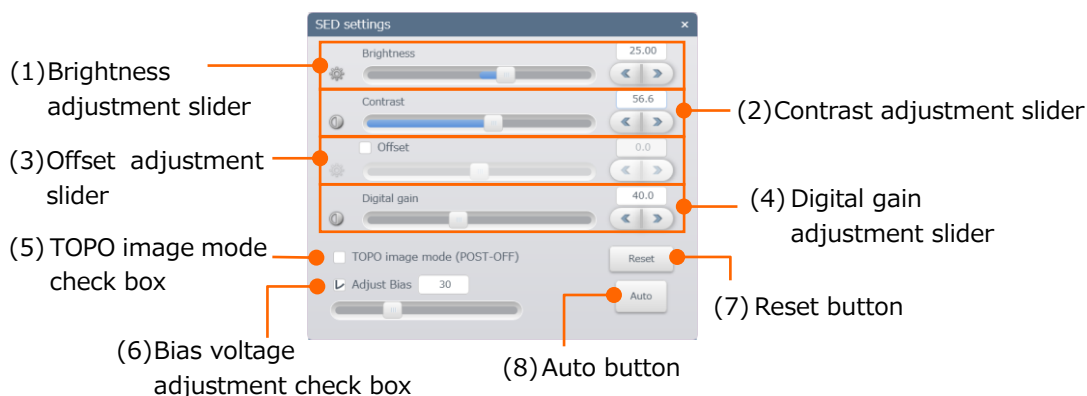 SED settings
×
Brightness
25.00
Contrast
56.6
Offset
0.0
Digital gain
40.0
TOPO image mode (POST-OFF)
Reset
Adjust Bias
30
Auto
(1)Brightness
adjustment slider
(2)Contrast adjustment slider
(3)Offset adjustment
slider
(4) Digital gain
adjustment slider
(5) TOPO image mode
check box
(6)Bias voltage
adjustment check box
(7) Reset button
(8) Auto button